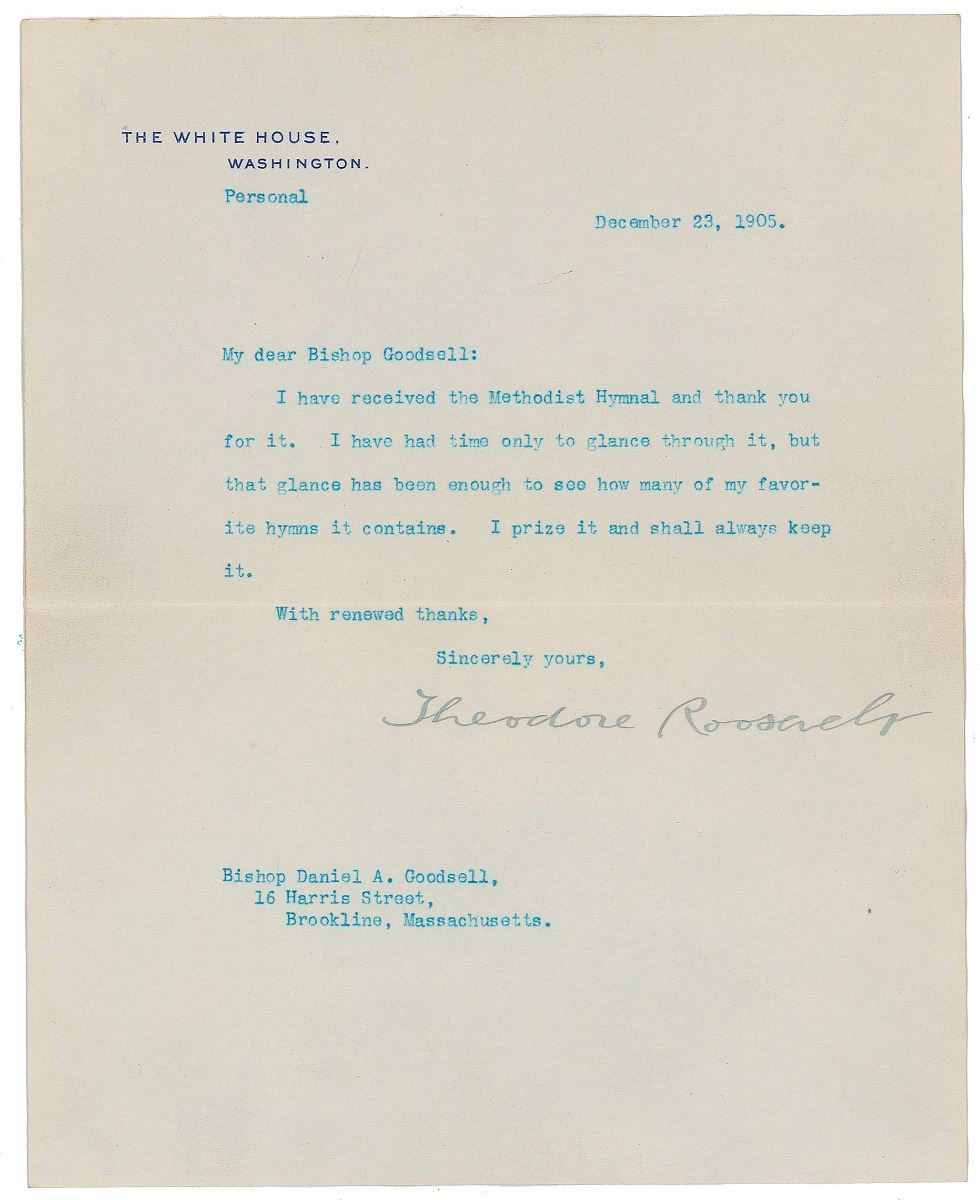 THE WHITE HOUSE,
WASHINGTON.
Personal
December 23, 1905.
My dear Bishop Goodsell:
I have received the Methodist Hymnal and thank you
for it. I have had time only to glance through it, but
that glance has been enough to see how many of my favor-
ite hymns it contains. I prize it and shall always keep
it.
With renewed thanks,
Sincerely yours,
Theodore Roosevelt
Bishop Daniel A. Goodsell,
16 Harris Street,
Brookline, Massachusetts.